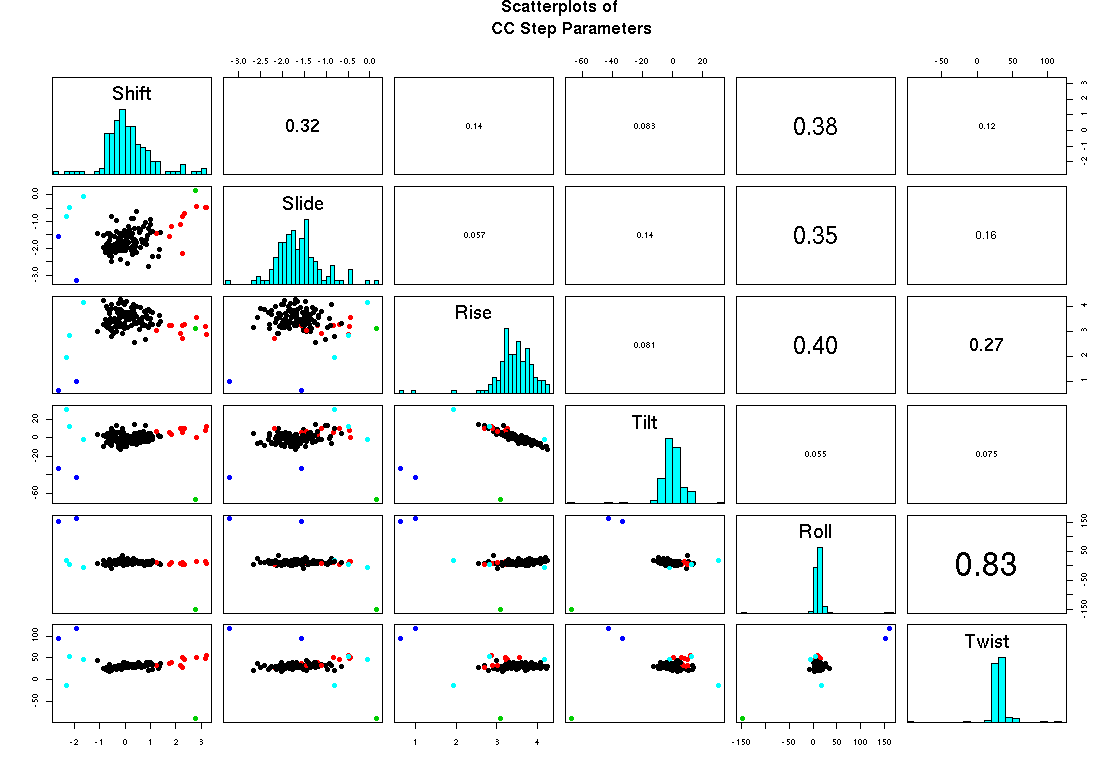 Scatterplots of
CC Step Parameters
-3.0 -2.0 -1.5 -1.0 -0.5 0.0
-60 -40 -20 0 20
-50 0 50 100
Shift
0.32
0.14
0.083
0.38
0.12
-2 -1 0 1 2 3
-3.0 -2.0 -1.0 0.0
Slide
0.057
0.14
0.35
0.16
Rise
0.081
0.40
0.27
1 2 3 4
-60 -20 0 20
Tilt
0.055
0.075
Roll
0.83
-150 -50 0 50 150
-50 0 50 100
Twist
-2 -1 0 1 2 3
1 2 3 4
-150 -50 0 50 100 150